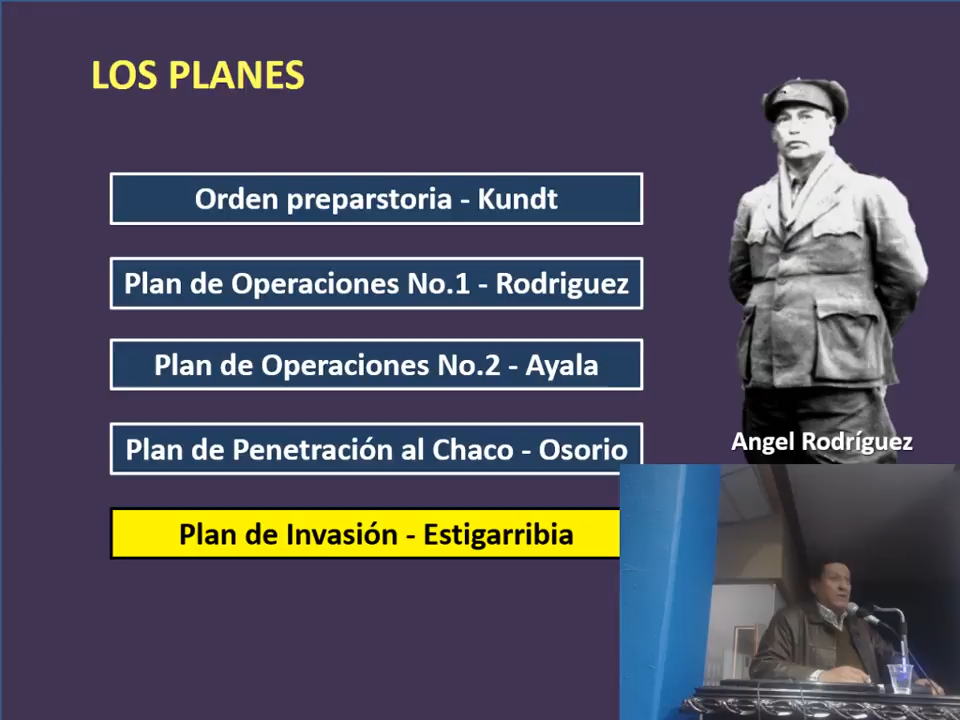 LOS PLANES
Orden preparstoria - Kundt
Plan de Operaciones No.1 - Rodriguez
Plan de Operaciones No.2 - Ayala
Plan de Penetración al Chaco - Osorio
Plan de Invasión - Estigarribia
Angel Rodríguez